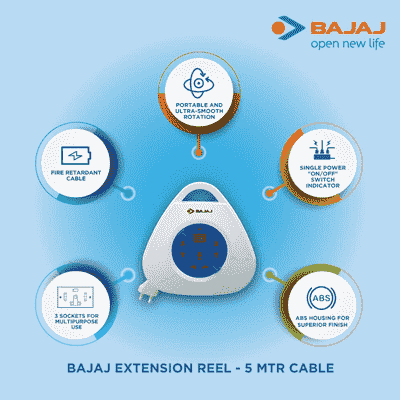 BAJAJ
open new life
PORTABLE AND
ULTRA-SMOOTH
ROTATION
FIRE RETARDANT
CABLE
SINGLE POWER
"ON/OFF"
SWITCH
INDICATOR
BAJAJ
3 SOCKETS FOR
MULTIPURPOSE
USE
ABS
ABS HOUSING FOR
SUPERIOR FINISH
BAJAJ EXTENSION REEL - 5 MTR CABLE